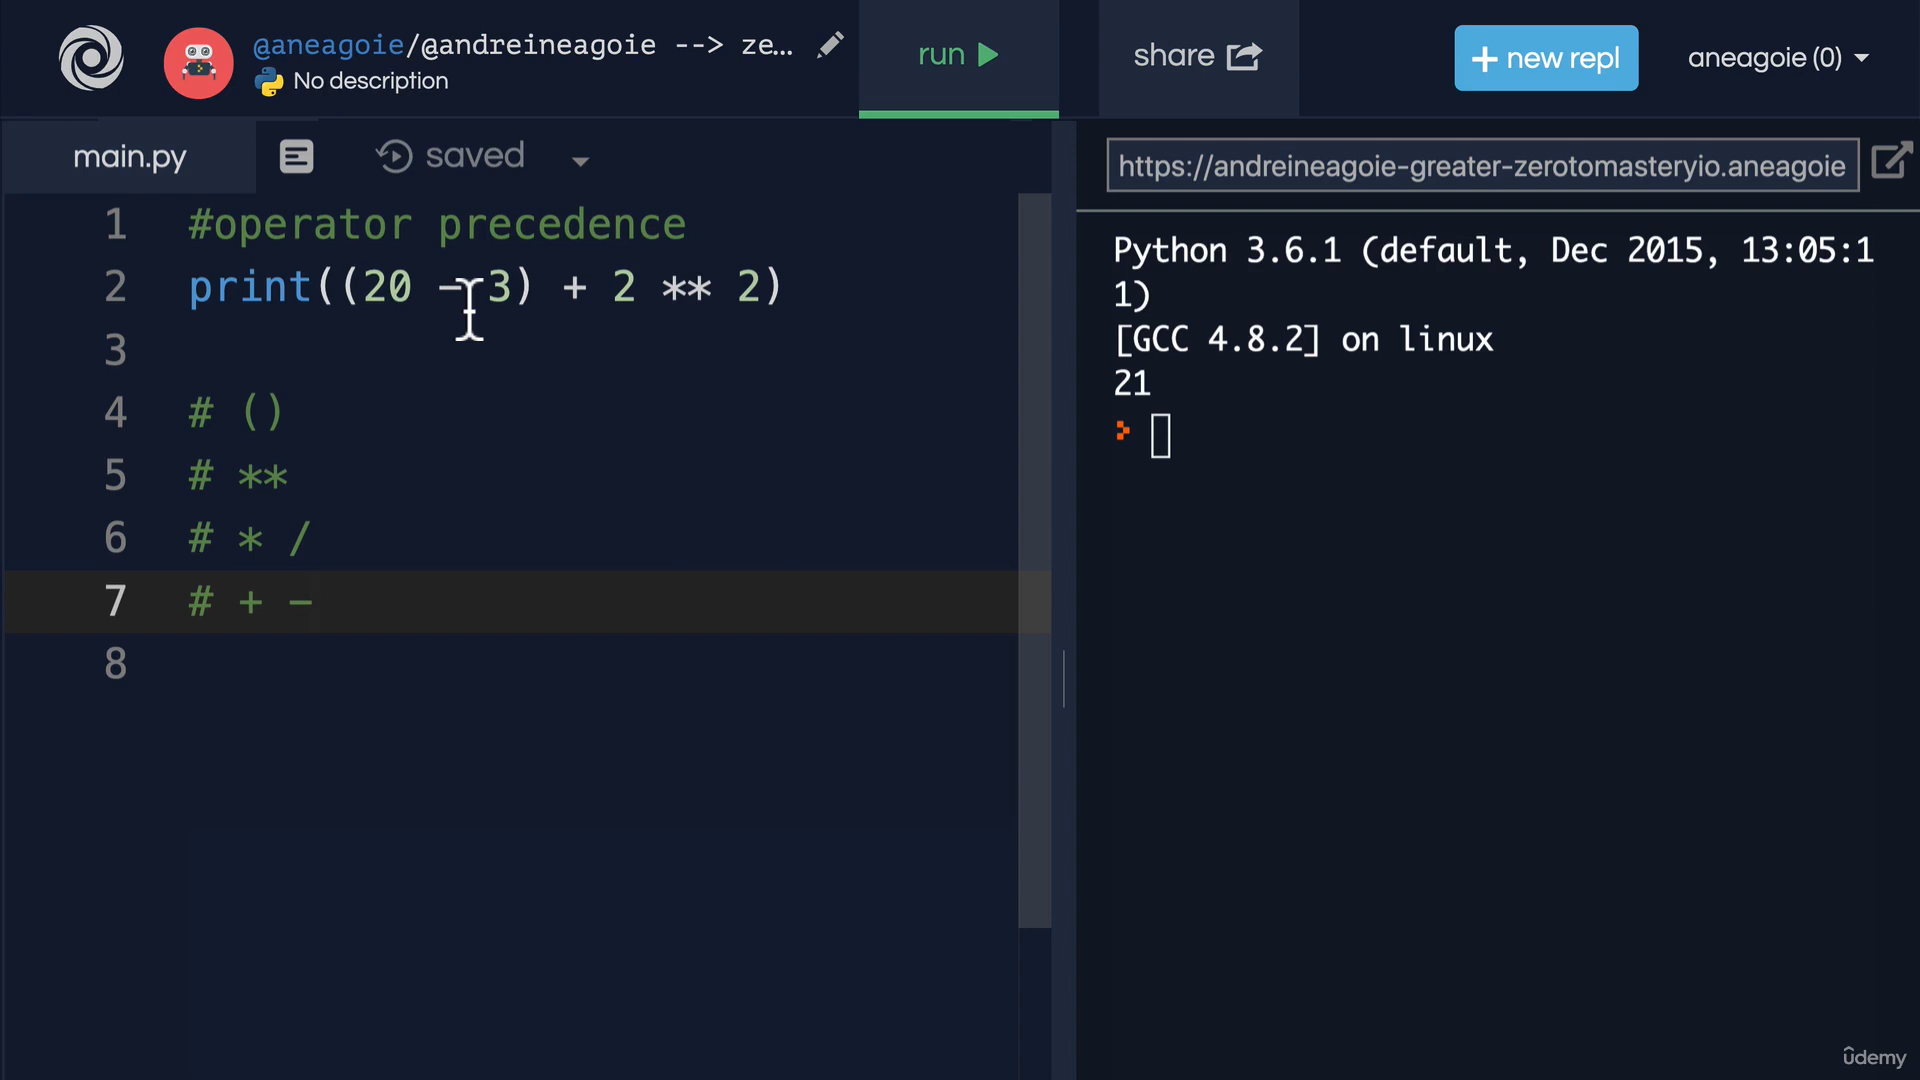 @aneagoie/@andreineagoie --> ze...
No description
run
share
+ new repl
aneagoie (0)
main.py
saved
https://andreineagoie-greater-zerotomasteryio.aneagoie
1 #operator precedence
2 print((20 - 3) + 2 ** 2)
3
4 # ()
5 # **
6 # * /
7 # + -
8
Python 3.6.1 (default, Dec 2015, 13:05:1
1)
[GCC 4.8.2] on linux
21
>
ûdemy